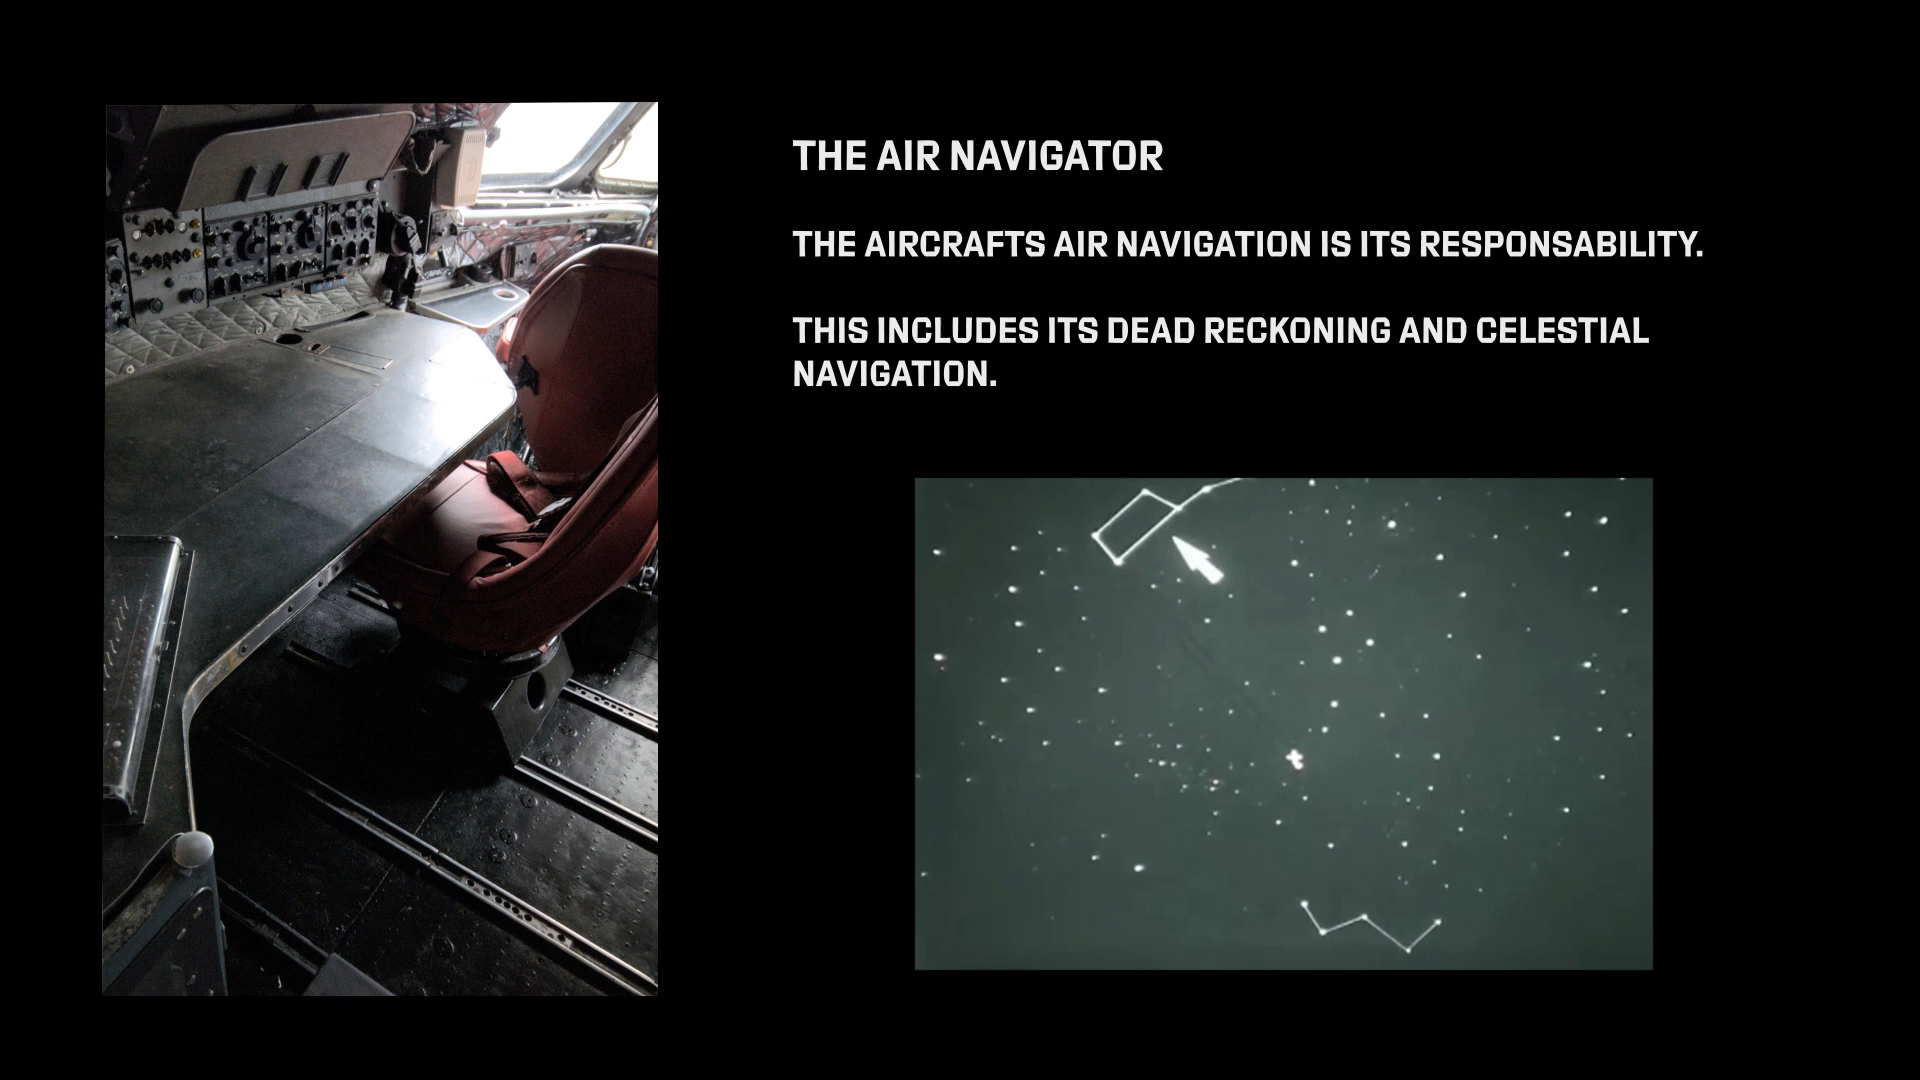 THE AIR NAVIGATOR
THE AIRCRAFTS AIR NAVIGATION IS ITS RESPONSABILITY.
THIS INCLUDES ITS DEAD RECKONING AND CELESTIAL
NAVIGATION.